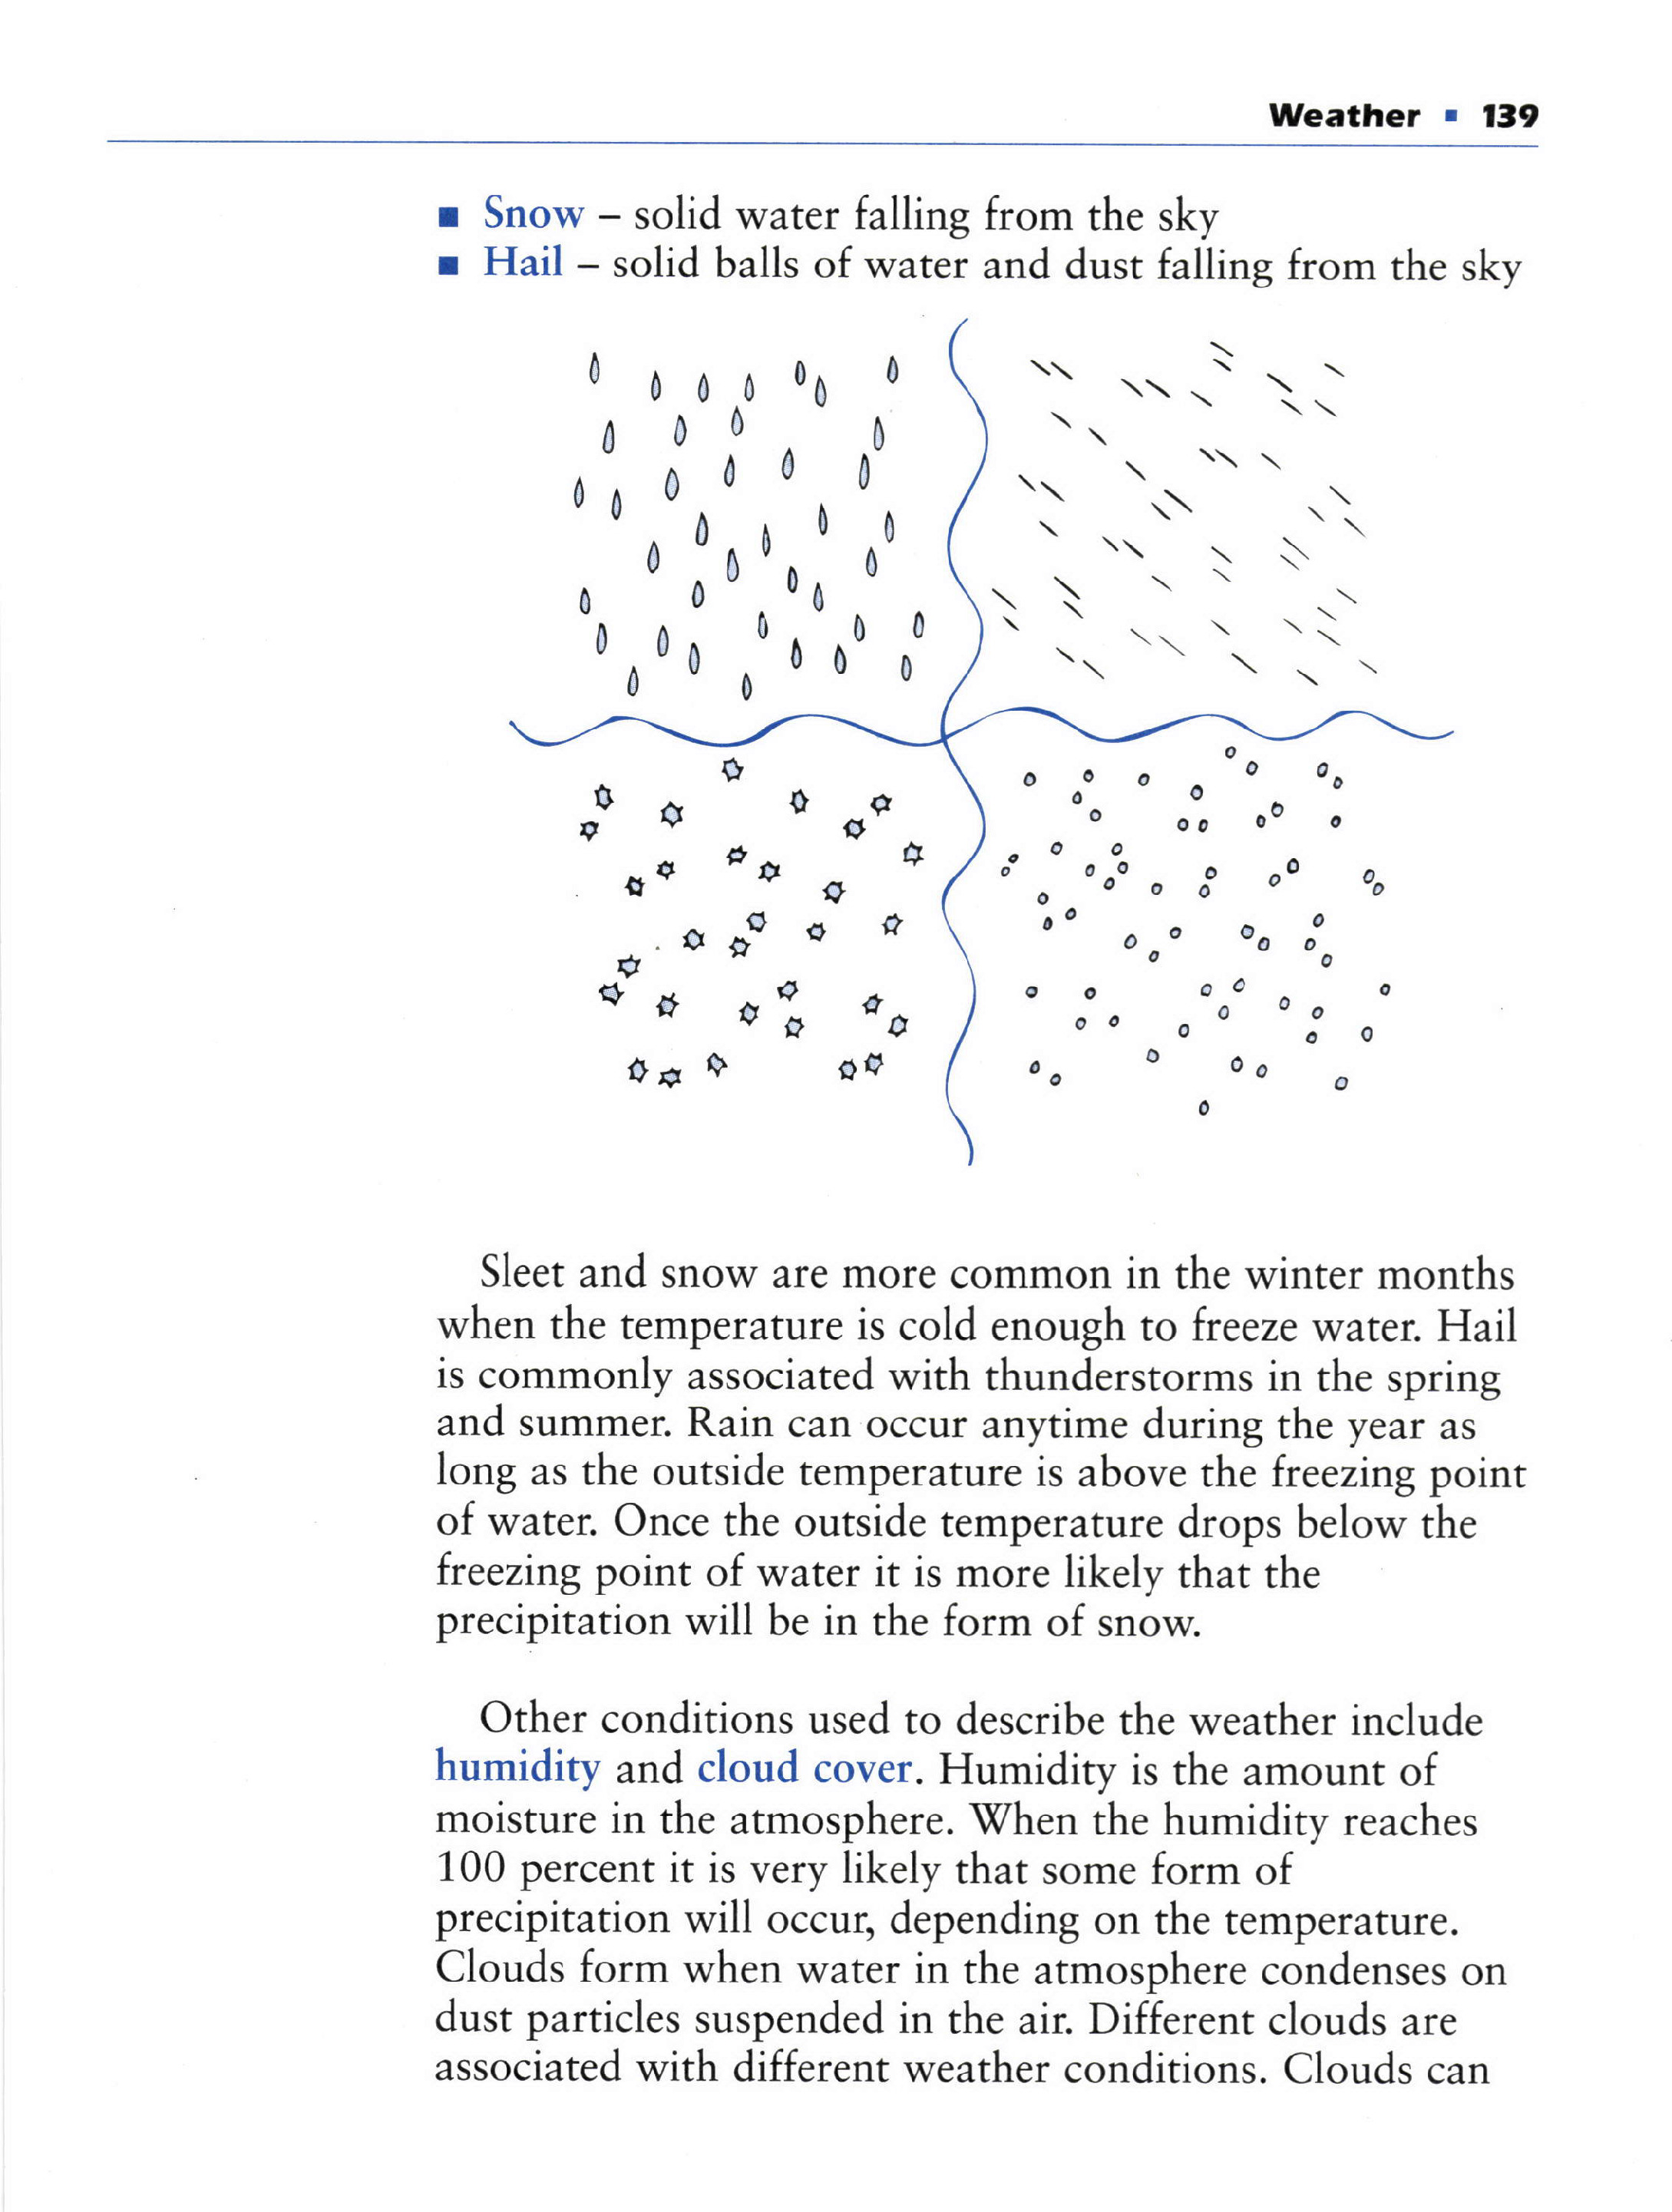 Weather ▪ 139
▪ Snow – solid water falling from the sky
▪ Hail – solid balls of water and dust falling from the sky
Sleet and snow are more common in the winter months
when the temperature is cold enough to freeze water. Hail
is commonly associated with thunderstorms in the spring
and summer. Rain can occur anytime during the year as
long as the outside temperature is above the freezing point
of water. Once the outside temperature drops below the
freezing point of water it is more likely that the
precipitation will be in the form of snow.
Other conditions used to describe the weather include
humidity and cloud cover. Humidity is the amount of
moisture in the atmosphere. When the humidity reaches
100 percent it is very likely that some form of
precipitation will occur, depending on the temperature.
Clouds form when water in the atmosphere condenses on
dust particles suspended in the air. Different clouds are
associated with different weather conditions. Clouds can